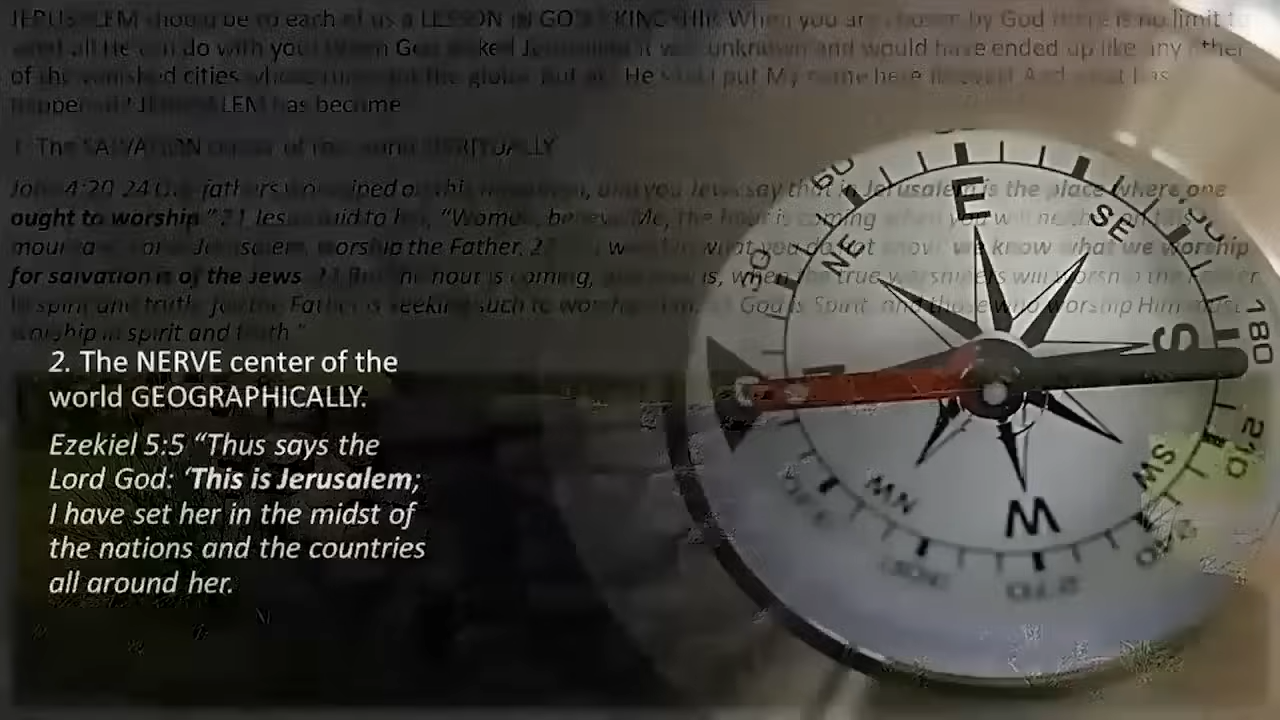 JERUSALEM should be to each of us a LESSON IN GOD'S KINGSHIP. When you are chosen by God there is no limit to
all He can do with you. When God picked Jerusalem it was unknown and would have ended up like any other
of the vanished cities the globe. But He put My name here forever! And what has
happened? JERUSALEM has become
1. The SALVATION center of the world SPIRITUALLY
John 4:20-24 Our fathers worshiped on this mountain, and you Jews say that in Jerusalem is the place where one
ought to worship." 21 Jesus said to her, "Woman, believe Me, the hour is coming when you will neither on this
mountain, nor in Jerusalem, worship the Father. 22 You worship what you do not know; we know what we worship
for salvation is of the Jews. 23 But the hour is coming, and now is, when the true worshipers will worship the Father
in spirit and truth; for the Father is seeking such to worship Him. 24 God is Spirit, and those who worship Him must
worship in spirit and truth."
2. The NERVE center of the
world GEOGRAPHICALLY.
Ezekiel 5:5 “Thus says the
Lord God: ‘This is Jerusalem;
I have set her in the midst of
the nations and the countries
all around her.
60
E
SE
NE
30
S
180
210
SW
NW
W
240